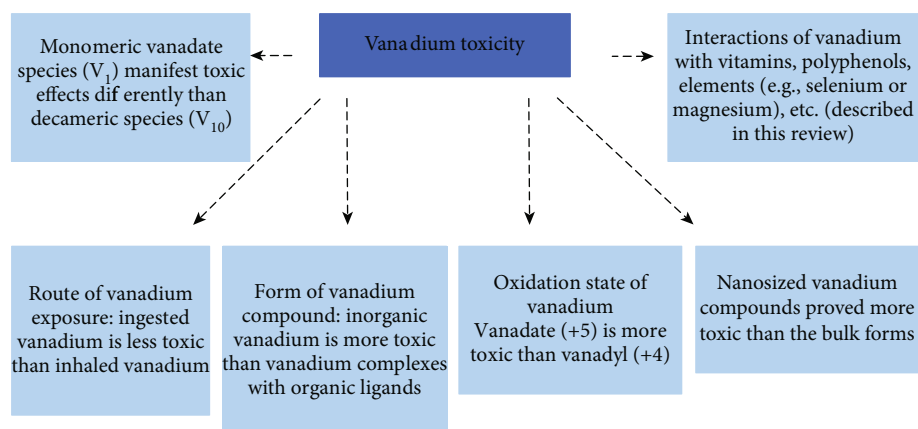 Vanadium toxicity
Monomeric vanadate
species (V₁) manifest toxic
effects dif erently than
decameric species (V₁₀)
Interactions of vanadium
with vitamins, polyphenols,
elements (e.g., selenium or
magnesium), etc. (described
in this review)
Route of vanadium
exposure: ingested
vanadium is less toxic
than inhaled vanadium
Form of vanadium
compound: inorganic
vanadium is more toxic
than vanadium complexes
with organic ligands
Oxidation state of
vanadium
Vanadate (+5) is more
toxic than vanadyl (+4)
Nanosized vanadium
compounds proved more
toxic than the bulk forms